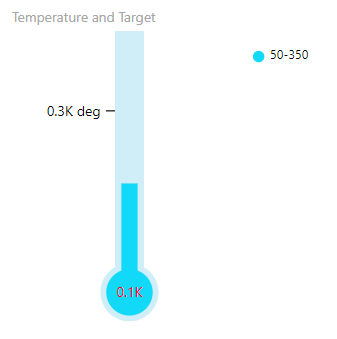 Temperature and Target
50-350
0.3K deg
0.1K